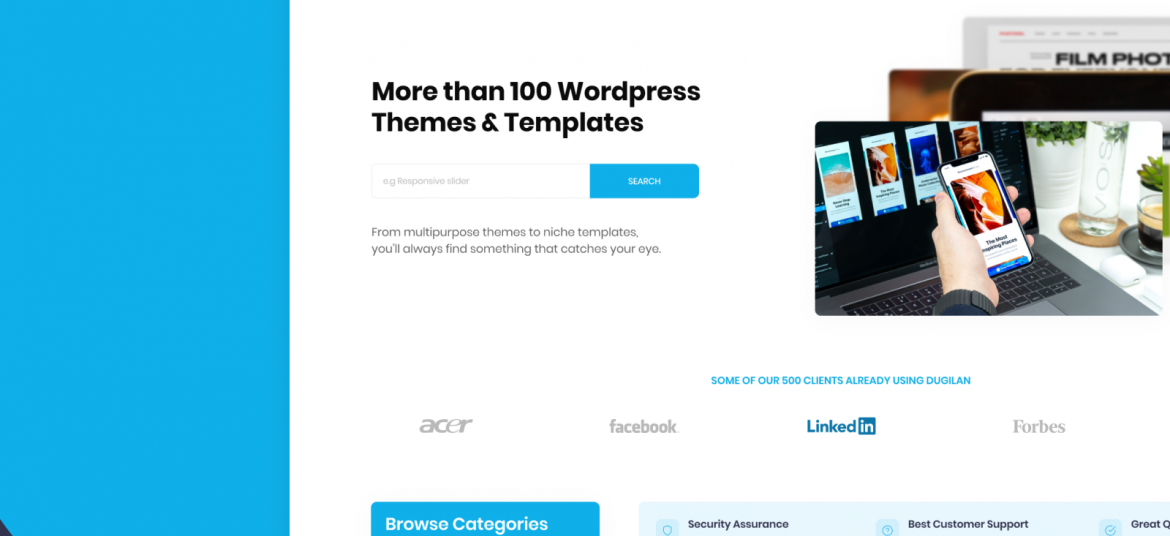 FILM PHOT
More than 100 Wordpress
Themes & Templates
e.g Responsive slider
SEARCH
From multipurpose themes to niche templates,
you'll always find something that catches your eye.
The Most
Inspiring Places
SOME OF OUR 500 CLIENTS ALREADY USING DUGILAN
acer
facebook
Linked in
Forbes
Browse Categories
Security Assurance
Best Customer Support
Great Q